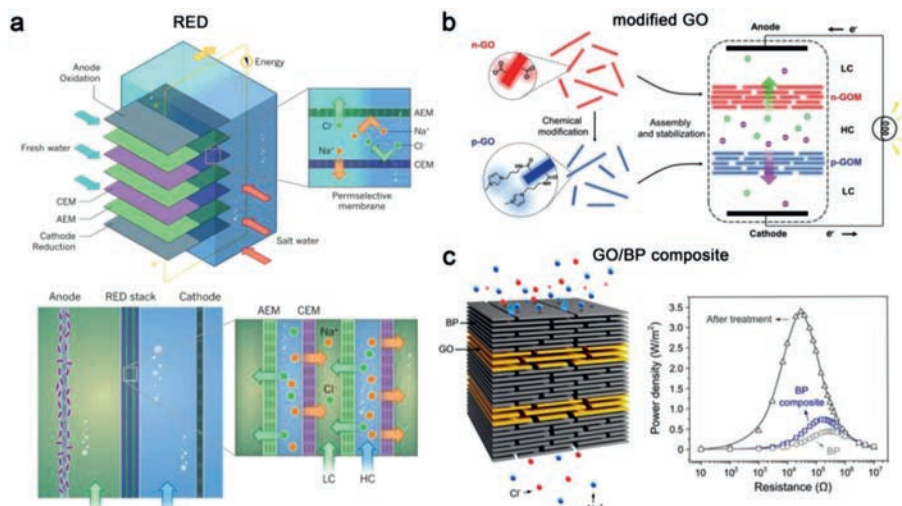 a
RED
Anode
Oxidation
Energy
Fresh water
CEM
AEM
Cathode
Reduction
Salt water
AEM
Cl⁻
Na⁺
Na⁺
Cl⁻
CEM
Permselective
membrane
Anode
RED stack
Cathode
AEM
CEM
Na⁺
Cl⁻
LC
HC
b
modified GO
n-GO
Chemical
modification
p-GO
Assembly
and stabilization
Anode
e⁻
LC
n-GOM
HC
p-GOM
LC
Cathode
e⁻
c
GO/BP composite
BP
GO
Cl⁻
Power density (W/m²)
3.5
3.0
2.5
2.0
1.5
1.0
0.5
0.0
After treatment
BP
composite
BP
10
10²
10³
10⁴
10⁵
10⁶
10⁷
Resistance (Ω)